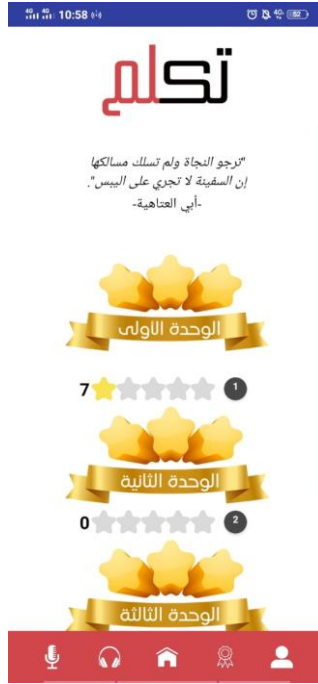 10:58
52
تكلم
"ترجو النجاة ولم تسلك مسالكها
إن السفينة لا تجري على اليبس".
-أبي العتاهية-
الوحدة الأولى
1
7
الوحدة الثانية
2
0
الوحدة الثالثة